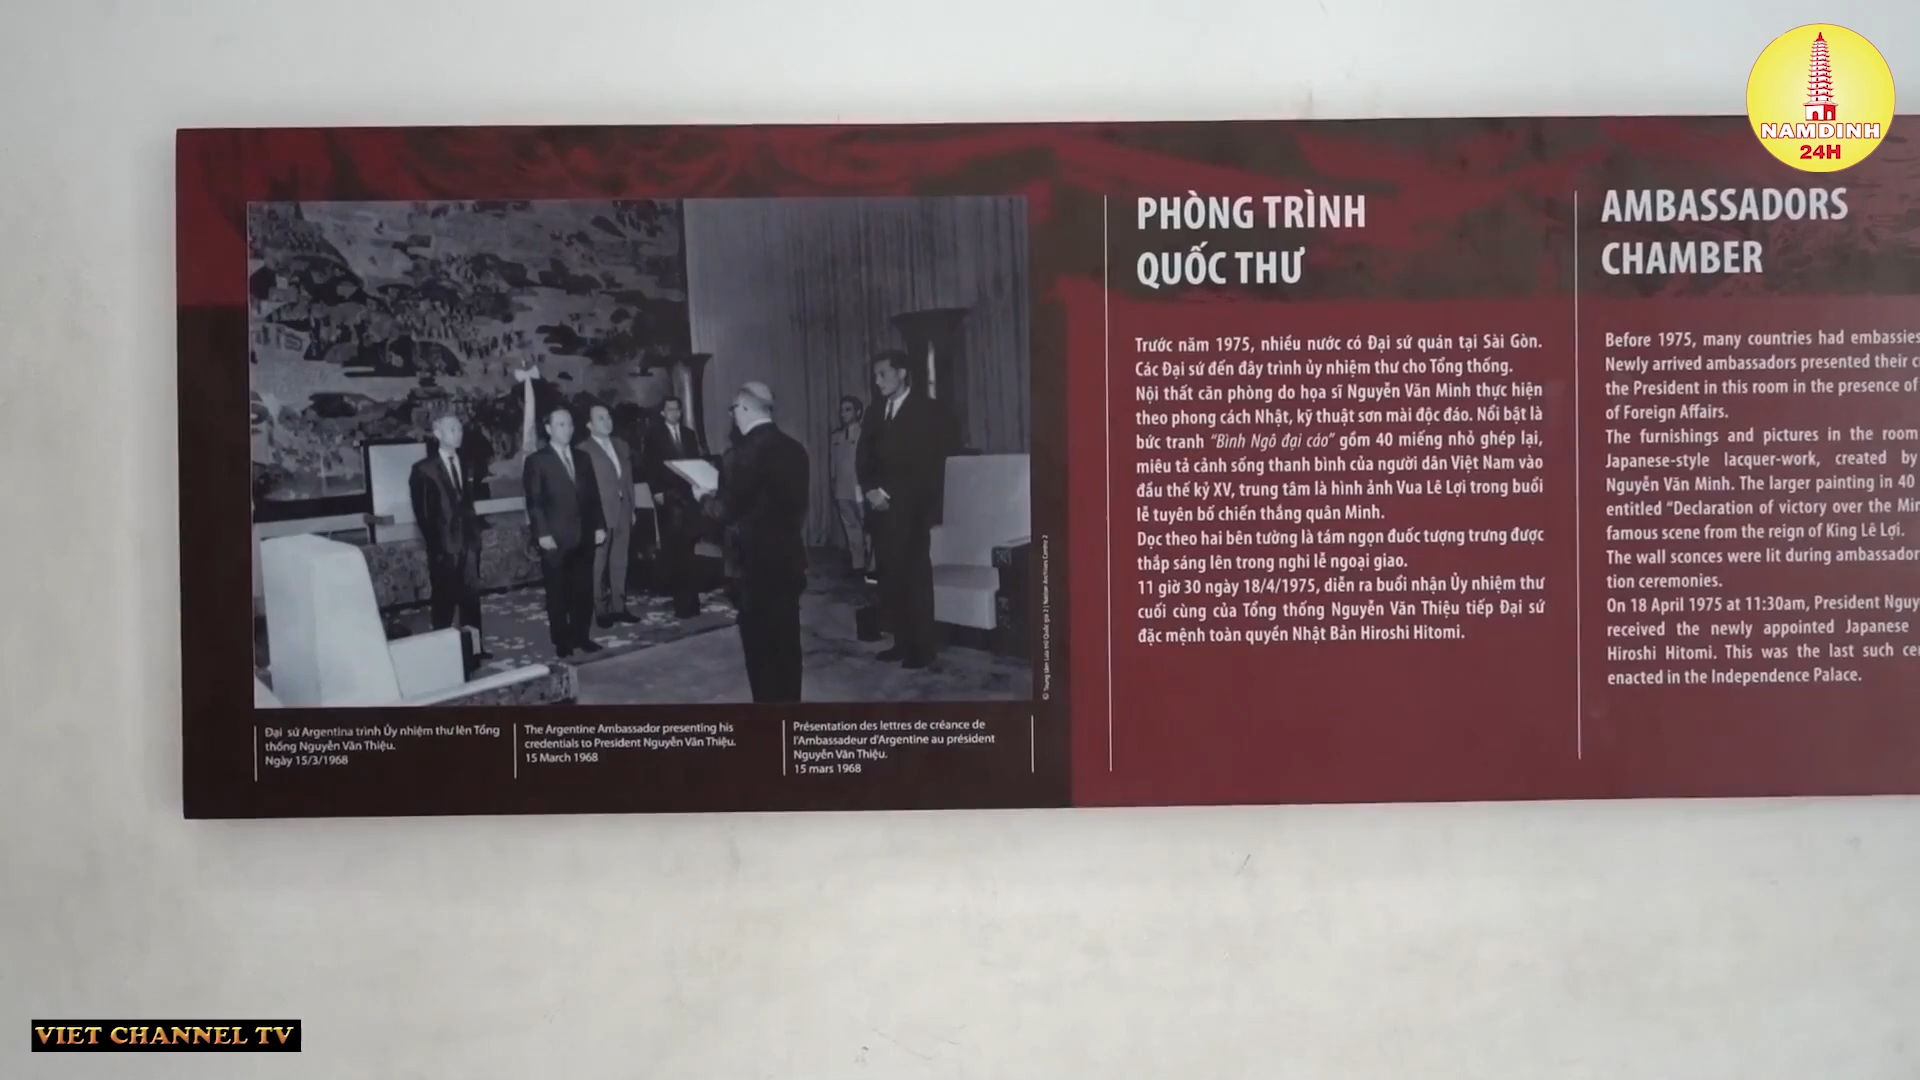 NAMDINH
24H
PHÒNG TRÌNH
QUỐC THƯ
Trước năm 1975, nhiều nước có Đại sứ quán tại Sài Gòn.
Các Đại sứ đến đây trình ủy nhiệm thư cho Tổng thống.
Nội thất căn phòng do họa sĩ Nguyễn Văn Minh thực hiện
theo phong cách Nhật, kỹ thuật sơn mài độc đáo. Nổi bật là
bức tranh “Bình Ngô đại cáo” gồm 40 miếng nhỏ ghép lại,
miêu tả cảnh sống thanh bình của người dân Việt Nam vào
đầu thế kỷ XV, trung tâm là hình ảnh Vua Lê Lợi trong buổi
lễ tuyên bố chiến thắng quân Minh.
Dọc theo hai bên tường là tám ngọn đuốc tượng trưng được
thắp sáng lên trong nghi lễ ngoại giao.
11 giờ 30 ngày 18/4/1975, diễn ra buổi nhận Ủy nhiệm thư
cuối cùng của Tổng thống Nguyễn Văn Thiệu tiếp Đại sứ
đặc mệnh toàn quyền Nhật Bản Hiroshi Hitomi.
AMBASSADORS
CHAMBER
Before 1975, many countries had embassies
Newly arrived ambassadors presented their
the President in this room in the presence of
of Foreign Affairs.
The furnishings and pictures in the room
Japanese-style lacquer-work, created by
Nguyễn Văn Minh. The larger painting in 40
entitled “Declaration of victory over the
famous scene from the reign of King Lê Lợi.
The wall sconces were lit during ambassador
tion ceremonies.
On 18 April 1975 at 11:30am, President
received the newly appointed Japanese
Hiroshi Hitomi. This was the last such
enacted in the Independence Palace.
© Trung tâm Lưu trữ Quốc gia 2 | Nation Archives Centre 2
Đại sứ Argentina trình Ủy nhiệm thư lên Tổng
thống Nguyễn Văn Thiệu.
Ngày 15/3/1968
The Argentine Ambassador presenting his
credentials to President Nguyễn Văn Thiệu.
15 March 1968
Présentation des lettres de créance de
l'Ambassadeur d'Argentine au président
Nguyễn Văn Thiệu.
15 mars 1968
VIET CHANNEL TV